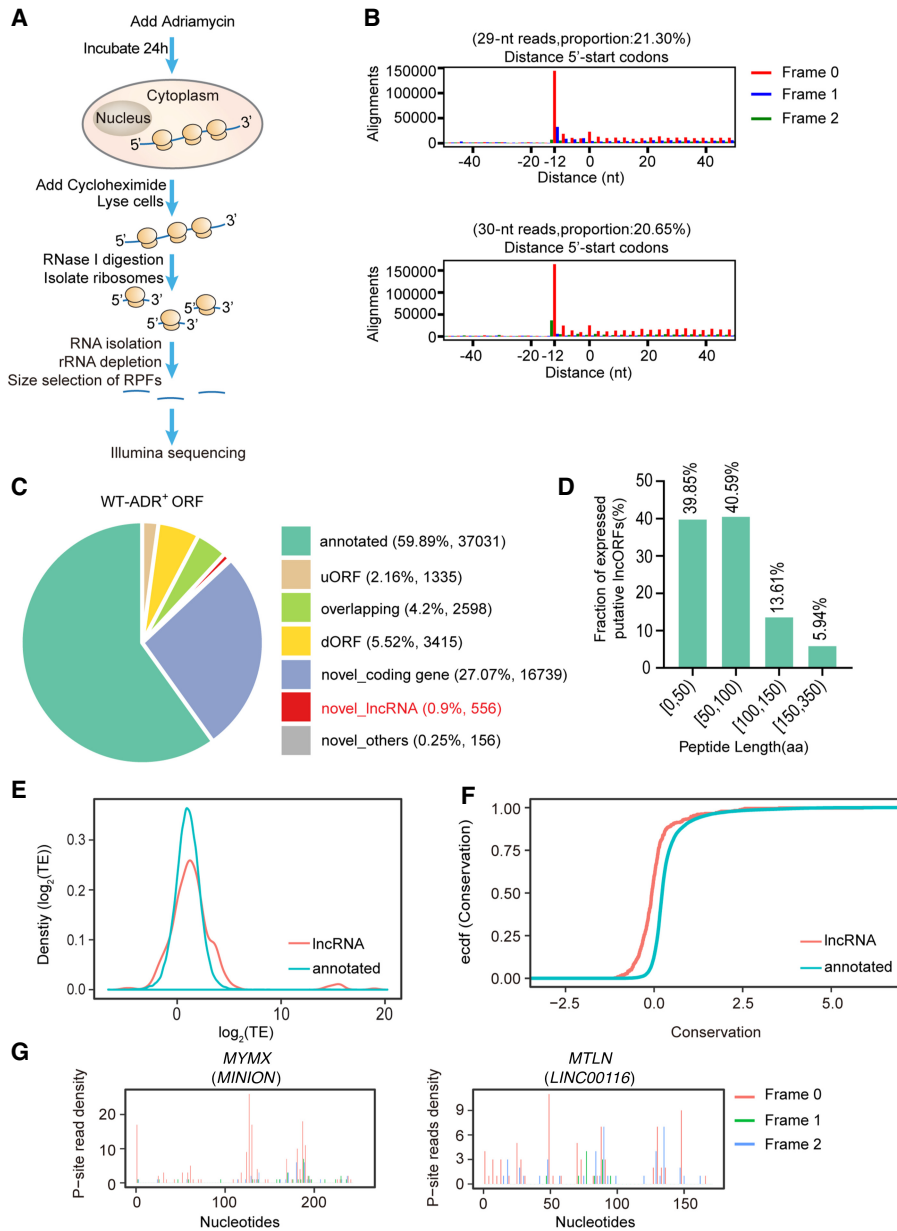 A
Add Adriamycin
Incubate 24h
Cytoplasm
Nucleus
5’
3’
Add Cycloheximide
Lyse cells
5’
3’
RNase I digestion
Isolate ribosomes
5’ 3’
5’ 3’
5’ 3’
RNA isolation
rRNA depletion
Size selection of RPFs
Illumina sequencing
B
(29-nt reads,proportion:21.30%)
Distance 5’-start codons
Alignments
150000
100000
50000
0
-40 -20 -12 0 20 40
Distance (nt)
Frame 0
Frame 1
Frame 2
(30-nt reads,proportion:20.65%)
Distance 5’-start codons
Alignments
150000
100000
50000
0
-40 -20 -12 0 20 40
Distance (nt)
C
WT-ADR+ ORF
annotated (59.89%, 37031)
uORF (2.16%, 1335)
overlapping (4.2%, 2598)
dORF (5.52%, 3415)
novel_coding gene (27.07%, 16739)
novel_lncRNA (0.9%, 556)
novel_others (0.25%, 156)
D
Fraction of expressed
putative lncORFs(%)
50
40
30
20
10
0
39.85%
40.59%
13.61%
5.94%
[0,50)
[50,100)
[100,150)
[150,350)
Peptide Length(aa)
E
Denstiy (log2(TE))
0.3
0.2
0.1
0.0
0 10 20
log2(TE)
lncRNA
annotated
F
ecdf (Conservation)
1.00
0.75
0.50
0.25
0.00
-2.5 0.0 2.5 5.0
Conservation
lncRNA
annotated
G
MYMX
(MINION)
P-site read density
20
10
0
0 100 200
Nucleotides
MTLN
(LINC00116)
P-site reads density
9
6
3
0
0 50 100 150
Nucleotides
Frame 0
Frame 1
Frame 2